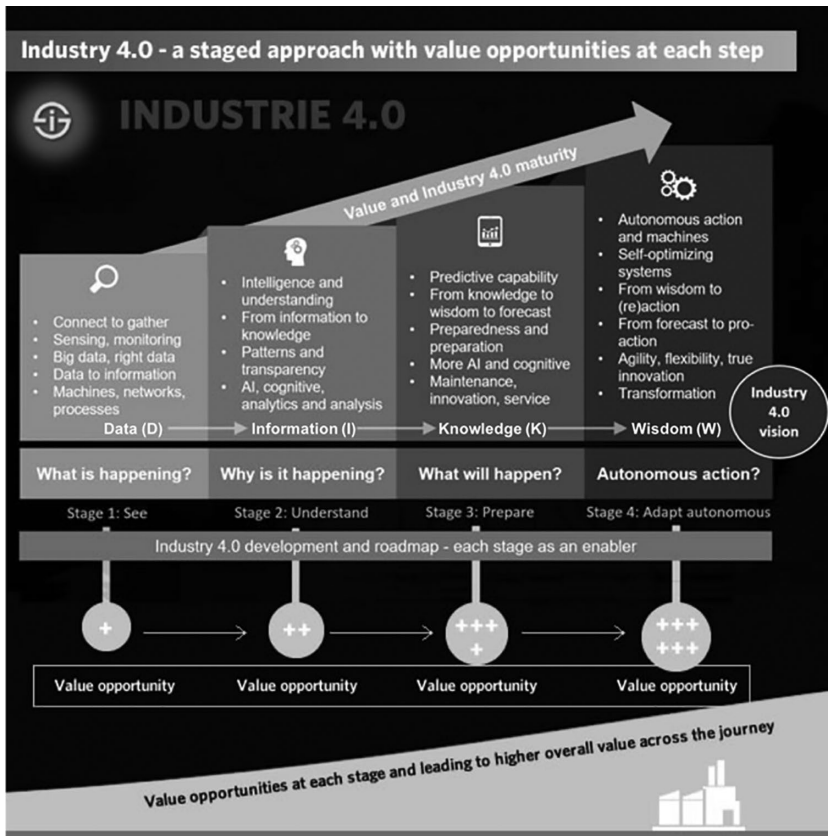 Industry 4.0 - a staged approach with value opportunities at each step
INDUSTRIE 4.0
Value and Industry 4.0 maturity
• Connect to gather
• Sensing, monitoring
• Big data, right data
• Data to information
• Machines, networks,
processes
Data (D)
• Intelligence and
understanding
• From information to
knowledge
• Patterns and
transparency
• AI, cognitive,
analytics and analysis
Information (I)
• Predictive capability
• From knowledge to
wisdom to forecast
• Preparedness and
preparation
• More AI and cognitive
• Maintenance,
innovation, service
Knowledge (K)
• Autonomous action
and machines
• Self-optimizing
systems
• From wisdom to
(re)action
• From forecast to pro-
action
• Agility, flexibility, true
innovation
• Transformation
Wisdom (W)
Industry
4.0
vision
What is happening?
Why is it happening?
What will happen?
Autonomous action?
Stage 1: See
Stage 2: Understand
Stage 3: Prepare
Stage 4: Adapt autonomous
Industry 4.0 development and roadmap - each stage as an enabler
+
++
+++
+
+++
+++
Value opportunity
Value opportunity
Value opportunity
Value opportunity
Value opportunities at each stage and leading to higher overall value across the journey